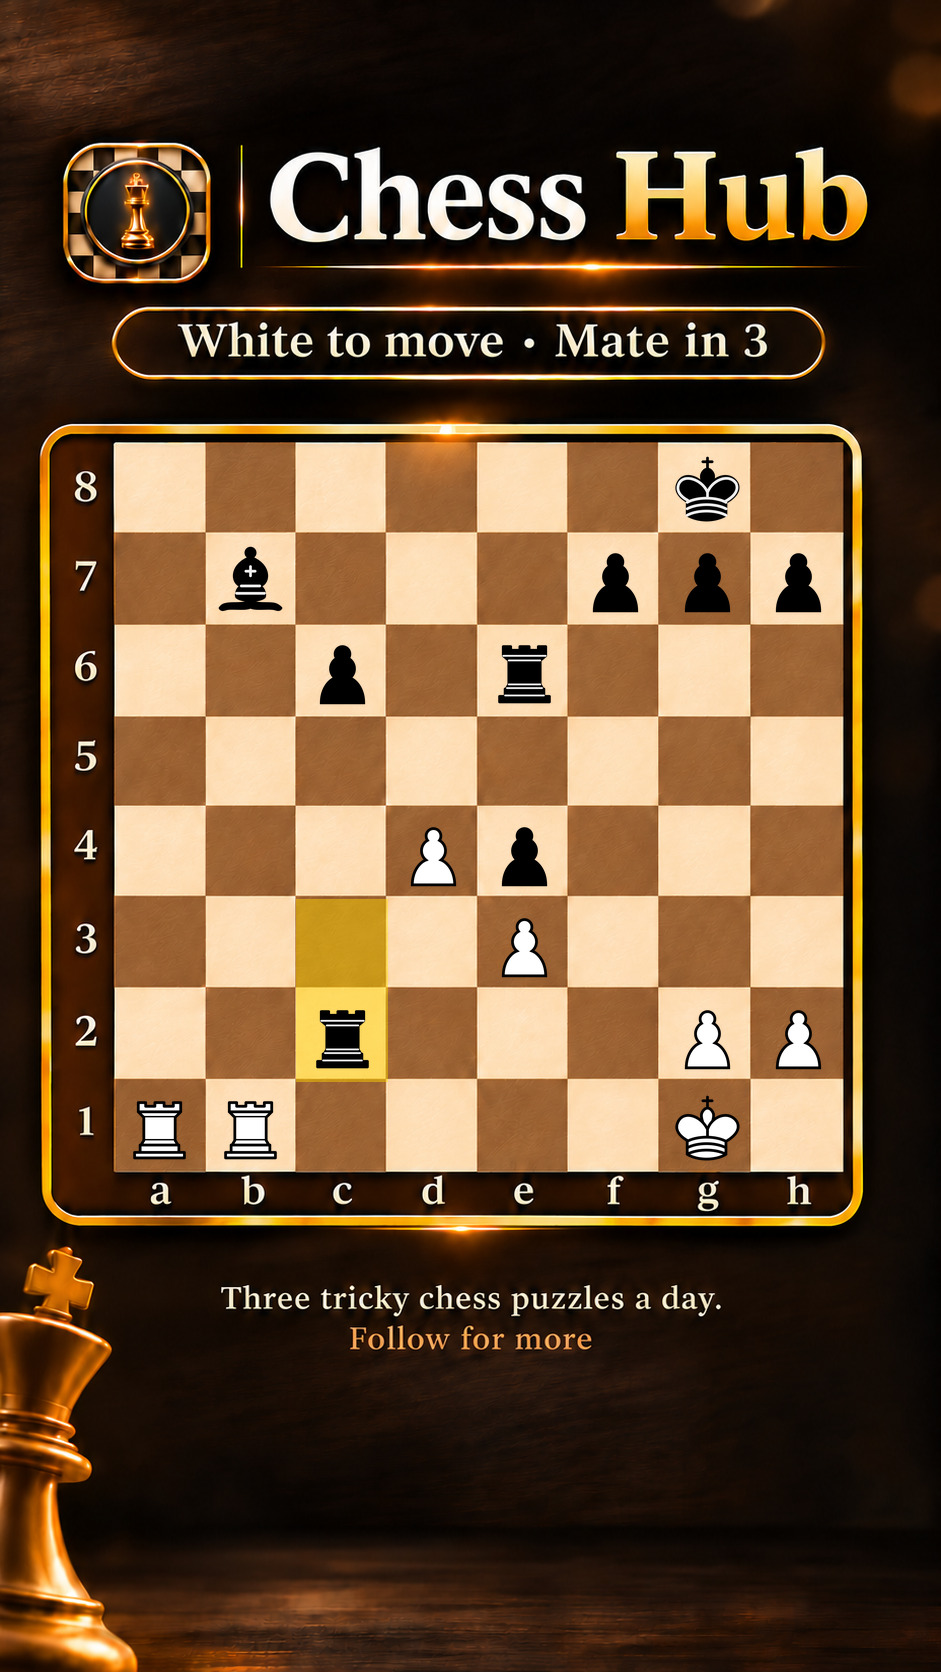 Chess Hub
White to move • Mate in 3
8
7
6
5
4
3
2
1
a b c d e f g h
Three tricky chess puzzles a day.
Follow for more